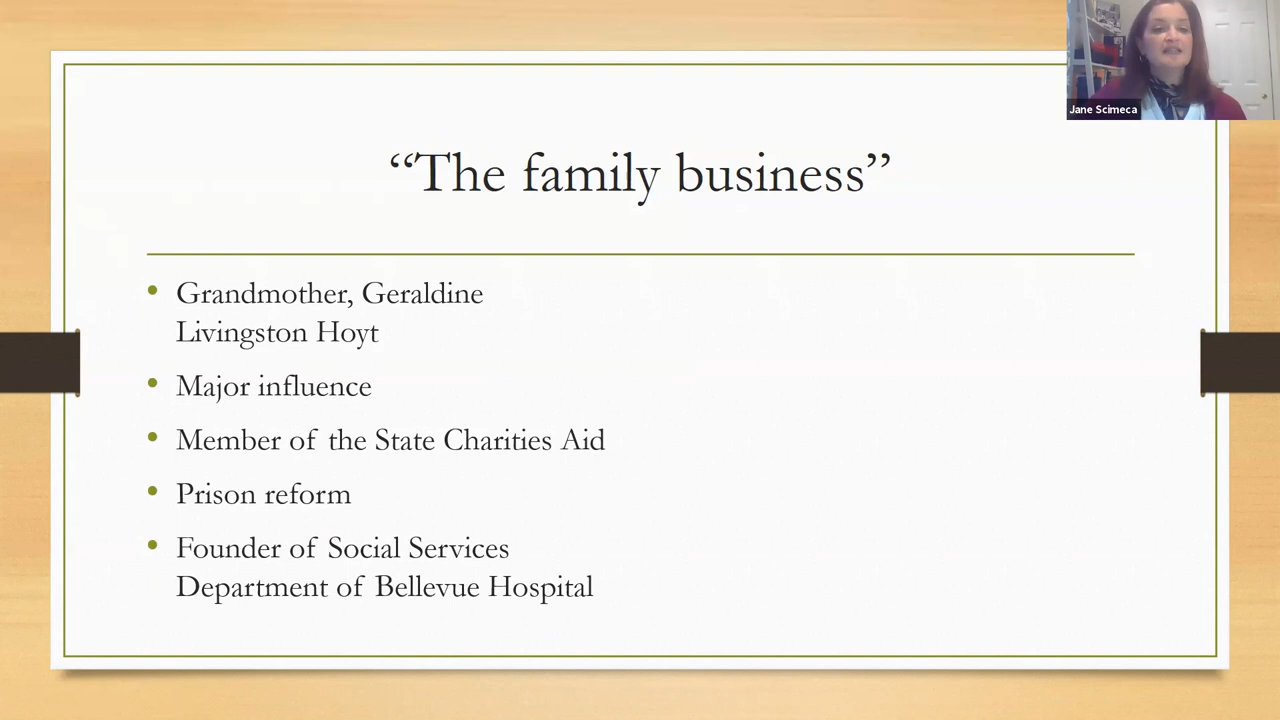 Jane Scimeca
“The family business”
• Grandmother, Geraldine
Livingston Hoyt
• Major influence
• Member of the State Charities Aid
• Prison reform
• Founder of Social Services
Department of Bellevue Hospital